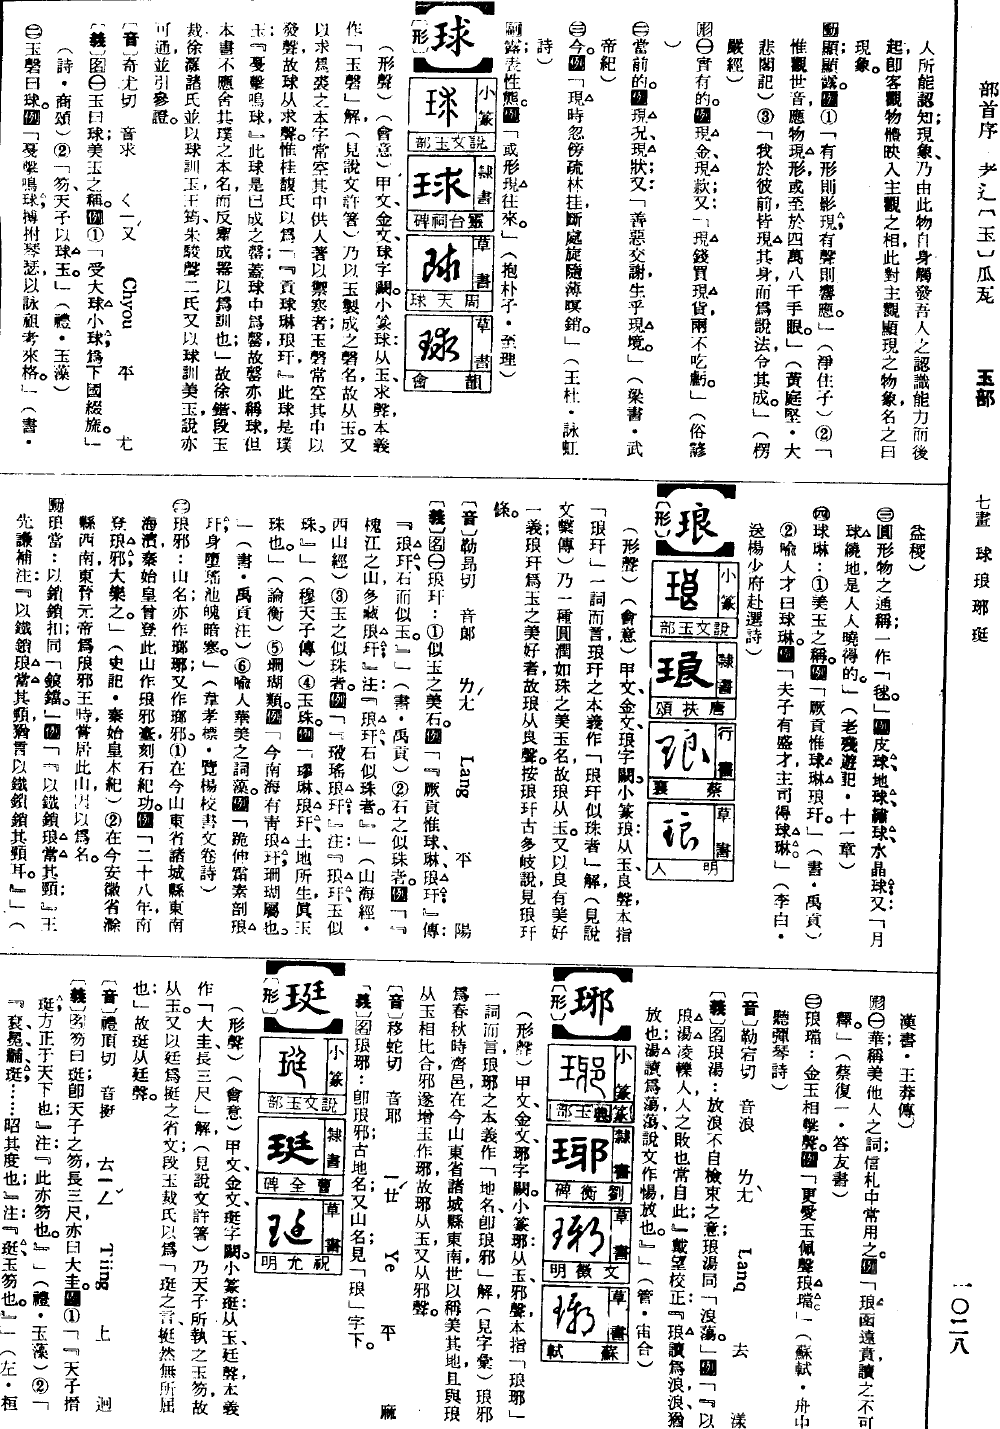 部首序 老辶〔玉〕瓜瓦 玉部 七畫 球琅琊珽 一〇二八
人所能認知現象乃由此物自身觸發吾人之認識能力而後
起卽客觀物體映入主觀之相此對主觀顯現之物象名之曰
現象。
動顯顯露。例①「有形則影現有聲則響應。」(淨住子)②「
惟觀世音應物現形或至於四萬八千手眼。」(黃庭堅・大
悲閣記)③「我於彼前皆現其身而爲說法令其成。」(楞
嚴經)
形㊀實有的。例現金、現款又「現錢買現貨兩不吃虧。」(俗諺
)
㊁當前的。例現況、現狀又「善惡交謝生乎現境。」(梁書・武
帝紀)
㊂今。例「現時忽傍疏林挂斷處旋隨薄暝銷。」(王杜・詠虹
詩)
副露表性態。例「或形現往來。」(抱朴子・至理)
球
〔形〕
小篆 說文玉部
隸書 靈台祠碑
草書 周天球
草書 韻會
(形聲)(會意)甲文、金文球字闕。小篆球:从玉求聲,本義
作「玉磬」解(見說文許箸)乃以玉製成之磬名,故从玉。又
以求爲裘之本字,常空其中供人著以禦寒者;玉磬常空其中以
發聲,故球从求聲。惟桂馥氏以爲「『貢球琳琅玕』此球是璞
玉;『戛擊鳴球』此球是已成之磬,蓋球中爲磬,故磬亦稱球,但
本書不應舍其璞之本名,而反舉成器以爲訓也」故徐鍇、段玉
裁、徐灝諸氏並以球訓玉,王筠、朱駿聲二氏又以球訓美玉,說亦
可通,並引參證。
〔音〕奇尤切 音求 ㄑㄧㄡˊ Chyou 平 尤
〔義〕名㊀玉曰球;美玉之稱。例①「受大球小球,爲下國綴旒。」
(詩・商頌)②「笏天子以球玉。」(禮・玉藻)
㊁玉磬曰球。例「戛擊鳴球,搏拊琴瑟以詠,祖考來格。」(書・
益稷)
㊂圓形物之通稱,一作「毬。」例皮球、地球、繡球、水晶球;又「月
球繞地是人人曉得的。」(老殘遊記・十一章)
㊃球琳:①美玉之稱。例「厥貢惟球琳琅玕。」(書・禹貢)
②喻人才曰球琳。例「夫子有盛才,主司得球琳。」(李白・
送楊少府赴選詩)
琅
〔形〕
小篆 說文玉部
隸書 唐扶頌
行書 蔡襄
草書 明人
(形聲)(會意)甲文、金文琅字闕。小篆琅:从玉良聲,本指
「琅玕」一詞而言,琅玕之本義作「琅玕似珠者」解,(見說
文繫傳)乃一種圓潤如珠之美玉名,故琅从玉。又以良有美好
一義,琅玕爲玉之美好者,故琅从良聲。按琅玕古多歧說,見琅玕
條。
〔音〕勒昂切 音郞 ㄌㄤˊ Lang 平 陽
〔義〕名㊀琅玕:①似玉之美石。例「『厥貢惟球琳、琅玕』傳:
『琅玕,石而似玉。』」(書・禹貢)②石之似珠者。例「『
槐江之山多藏琅玕』注:『琅玕石似珠者。』」(山海經・
西山經)③玉之似珠者。例「『玫瑤琅玕』注:『琅玕玉似
珠。』」(穆天子傳)④玉珠。例「璆琳琅玕,土地所生,眞玉
珠也。」(論衡)⑤珊瑚類。例「今南海有靑琅玕,珊瑚屬也。
」(書・禹貢注)⑥喻人華美之詞藻。例「跪伸霜素剖琅
玕,身墮瑤池魄暗寒。」(章孝標・覽楊校書文卷詩)
㊁琅邪:山名,亦作瑯琊,又作瑯邪。①在今山東省諸城縣東南
海濱,秦始皇曾登此山作琅邪臺,刻石紀功。例「二十八年南
登琅邪,大樂之。」(史記・秦始皇本紀)②在今安徽省滁
縣西南,東晉元帝爲琅邪王時嘗居此山,因以爲名。
動琅當:以鎖鎖扣,同「鋃鐺。」例「『以鐵鎖琅當其頸』王
先謙補注:『以鐵鎖琅當其頸,猶言以鐵鎖鎖其頸耳。』」(
漢書・王莽傳)
形㊀華稱美他人之詞,信札中常用之。例「琅函遠賁,讀之不可
釋。」(蔡復一・答友書)
㊁琅璫:金玉相擊聲。例「更愛玉佩聲琅璫。」(蘇軾・舟中
聽彈琴詩)
〔音〕勒宕切 音浪 ㄌㄤˋ Lanq 去 漾
〔義〕名琅湯:放浪不自檢束之意,琅湯同「浪蕩。」例「『以
琅湯凌轢人,人之敗也常自此』戴望校正:『琅讀爲浪,浪猶
放也;湯讀爲蕩,蕩,說文作惕,放也。』」(管・宙合)
琊
〔形〕
小篆
隸書 劉衡碑
草書 文徵明
草書 蘇軾
(形聲)甲文、金文琊字闕。小篆琊:从玉邪聲,本指「琅琊」
一詞而言,琅琊之本義作「地名卽琅邪」解,(見字彙)琅邪
爲春秋時齊邑,在今山東省諸城縣東南,世以稱美其地,且與琅
从玉相比合,邪遂增玉作琊,故琊从玉,又从邪聲。
〔音〕移蛇切 音耶 ㄧㄝˊ Ye 平 麻
〔義〕名琅琊:卽琅邪,古地名又山名,見「琅」字下。
珽
〔形〕
小篆 說文玉部
隸書 曹全碑
草書 祝允明
(形聲)(會意)甲文、金文珽字闕。小篆珽:从玉、廷聲,本義
作「大圭,長三尺」解(見說文許箸)乃天子所執之玉笏,故
从玉。又以廷爲挺之省文,段玉裁氏以爲「珽之言,挺然無所屈
也」故珽从廷聲。
〔音〕禮頂切 音挺 ㄊㄧㄥˇ Tiing 上 迥
〔義〕名笏曰珽;卽天子之笏,長三尺,亦曰大圭。例①「『天子搢
珽,方正于天下也』注『此亦笏也。』」(禮・玉藻)②「
『袞冕黻珽……昭其度也』注:『珽玉笏也。』」(左・桓